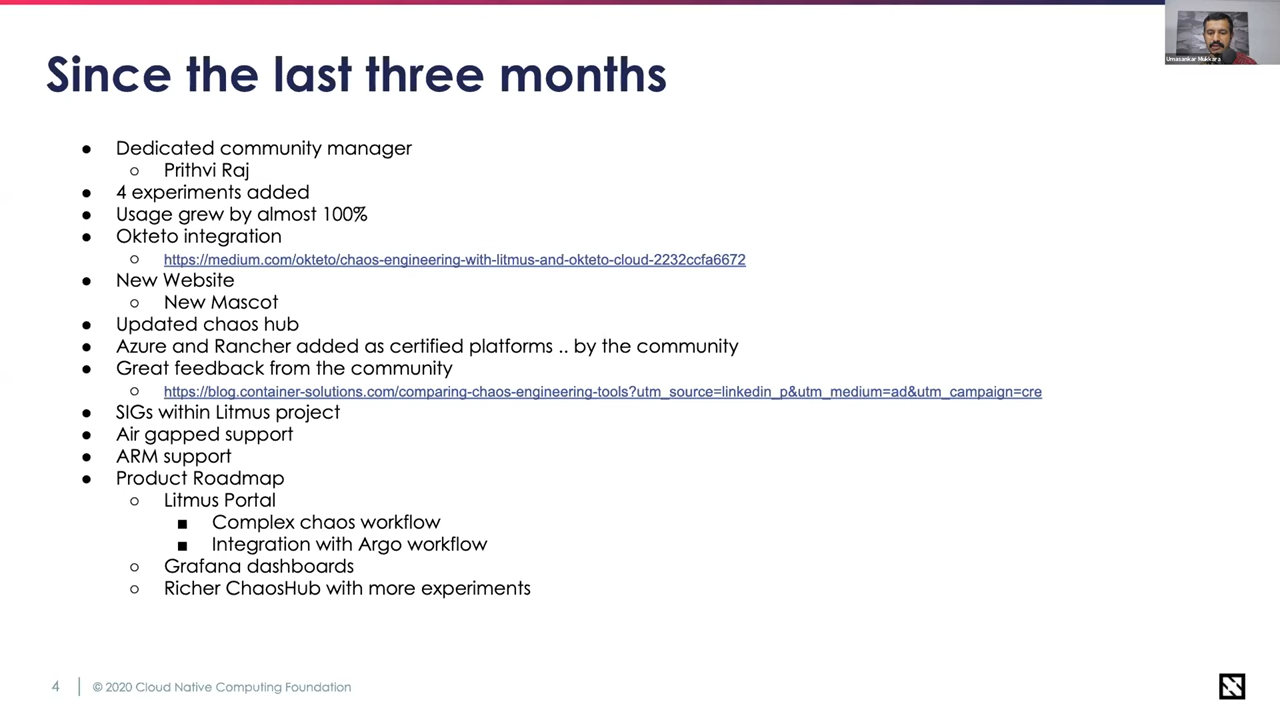 Umasankar Mukkara
Since the last three months
● Dedicated community manager
○ Prithvi Raj
● 4 experiments added
● Usage grew by almost 100%
● Okteto integration
○ https://medium.com/okteto/chaos-engineering-with-litmus-and-okteto-cloud-2232ccfa6672
● New Website
○ New Mascot
● Updated chaos hub
● Azure and Rancher added as certified platforms .. by the community
● Great feedback from the community
○ https://blog.container-solutions.com/comparing-chaos-engineering-tools?utm_source=linkedin_p&utm_medium=ad&utm_campaign=cre
● SIGs within Litmus project
● Air gapped support
● ARM support
● Product Roadmap
○ Litmus Portal
■ Complex chaos workflow
■ Integration with Argo workflow
○ Grafana dashboards
○ Richer ChaosHub with more experiments
4 © 2020 Cloud Native Computing Foundation